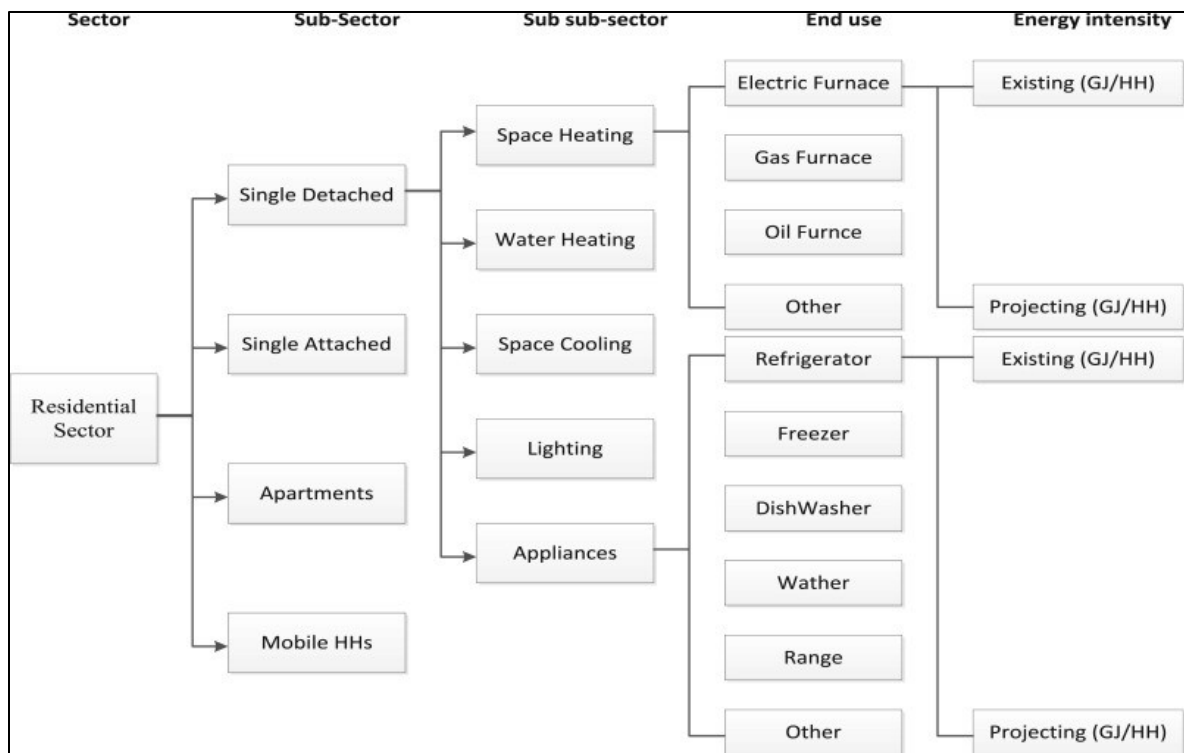 Sector Sub-Sector Sub sub-sector End use Energy intensity
Electric Furnace
Existing (GJ/HH)
Space Heating
Gas Furnace
Single Detached
Water Heating
Oil Furnce
Other
Projecting (GJ/HH)
Single Attached
Space Cooling
Refrigerator
Existing (GJ/HH)
Residential
Sector
Freezer
Lighting
Apartments
DishWasher
Appliances
Wather
Mobile HHs
Range
Other
Projecting (GJ/HH)